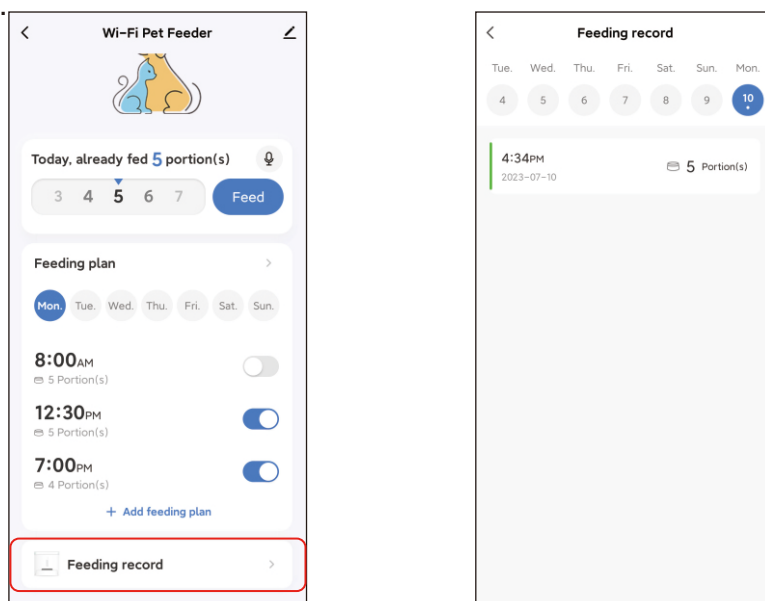 Wi-Fi Pet Feeder
Today, already fed 5 portion(s)
3 4 5 6 7 Feed
Feeding plan
Mon. Tue. Wed. Thu. Fri. Sat. Sun.
8:00AM
5 Portion(s)
12:30PM
5 Portion(s)
7:00PM
4 Portion(s)
+ Add feeding plan
Feeding record
Feeding record
Tue. Wed. Thu. Fri. Sat. Sun. Mon.
4 5 6 7 8 9 10
4:34PM
2023-07-10
5 Portion(s)